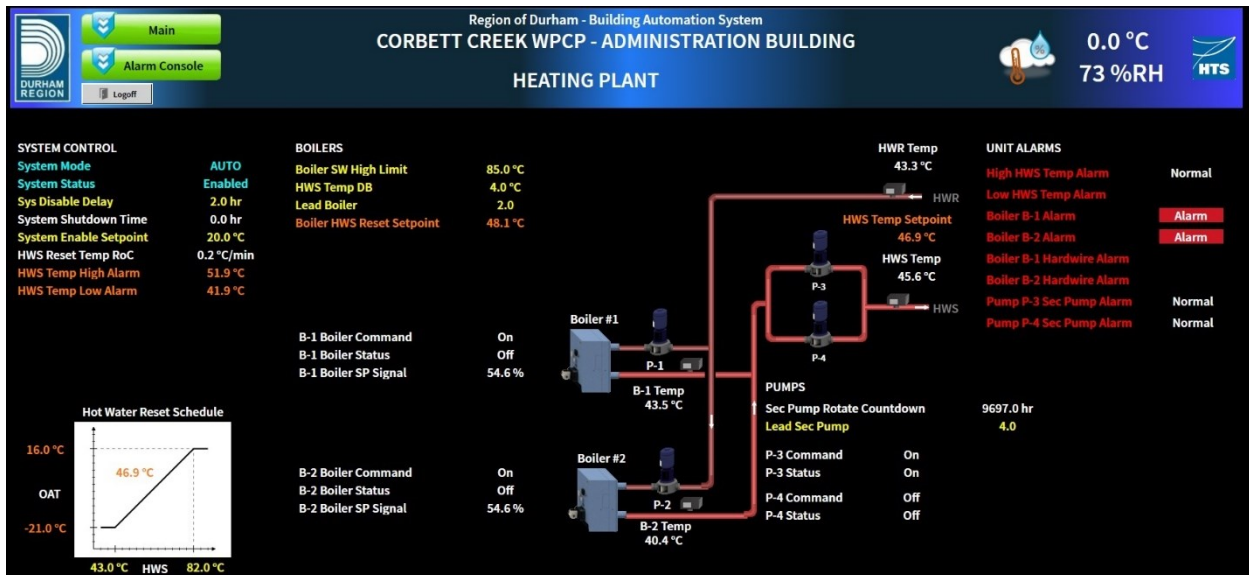 DURHAM
REGION
Main
Alarm Console
Logoff
Region of Durham - Building Automation System
CORBETT CREEK WPCP - ADMINISTRATION BUILDING
HEATING PLANT
%
0.0 °C
73 %RH
HTS
SYSTEM CONTROL
System Mode AUTO
System Status Enabled
Sys Disable Delay 2.0 hr
System Shutdown Time 0.0 hr
System Enable Setpoint 20.0 °C
HWS Reset Temp RoC 0.2 °C/min
HWS Temp High Alarm 51.9 °C
HWS Temp Low Alarm 41.9 °C
BOILERS
Boiler SW High Limit 85.0 °C
HWS Temp DB 4.0 °C
Lead Boiler 2.0
Boiler HWS Reset Setpoint 48.1 °C
HWR Temp
43.3 °C
HWR
HWS Temp Setpoint
46.9 °C
HWS Temp
45.6 °C
HWS
P-3
P-4
UNIT ALARMS
High HWS Temp Alarm Normal
Low HWS Temp Alarm
Boiler B-1 Alarm Alarm
Boiler B-2 Alarm Alarm
Boiler B-1 Hardwire Alarm
Boiler B-2 Hardwire Alarm
Pump P-3 Sec Pump Alarm Normal
Pump P-4 Sec Pump Alarm Normal
B-1 Boiler Command On
B-1 Boiler Status Off
B-1 Boiler SP Signal 54.6 %
Boiler #1
P-1
B-1 Temp
43.5 °C
PUMPS
Sec Pump Rotate Countdown 9697.0 hr
Lead Sec Pump 4.0
P-3 Command On
P-3 Status On
P-4 Command Off
P-4 Status Off
Hot Water Reset Schedule
16.0 °C
46.9 °C
OAT
-21.0 °C
43.0 °C HWS 82.0 °C
B-2 Boiler Command On
B-2 Boiler Status Off
B-2 Boiler SP Signal 54.6 %
Boiler #2
P-2
B-2 Temp
40.4 °C